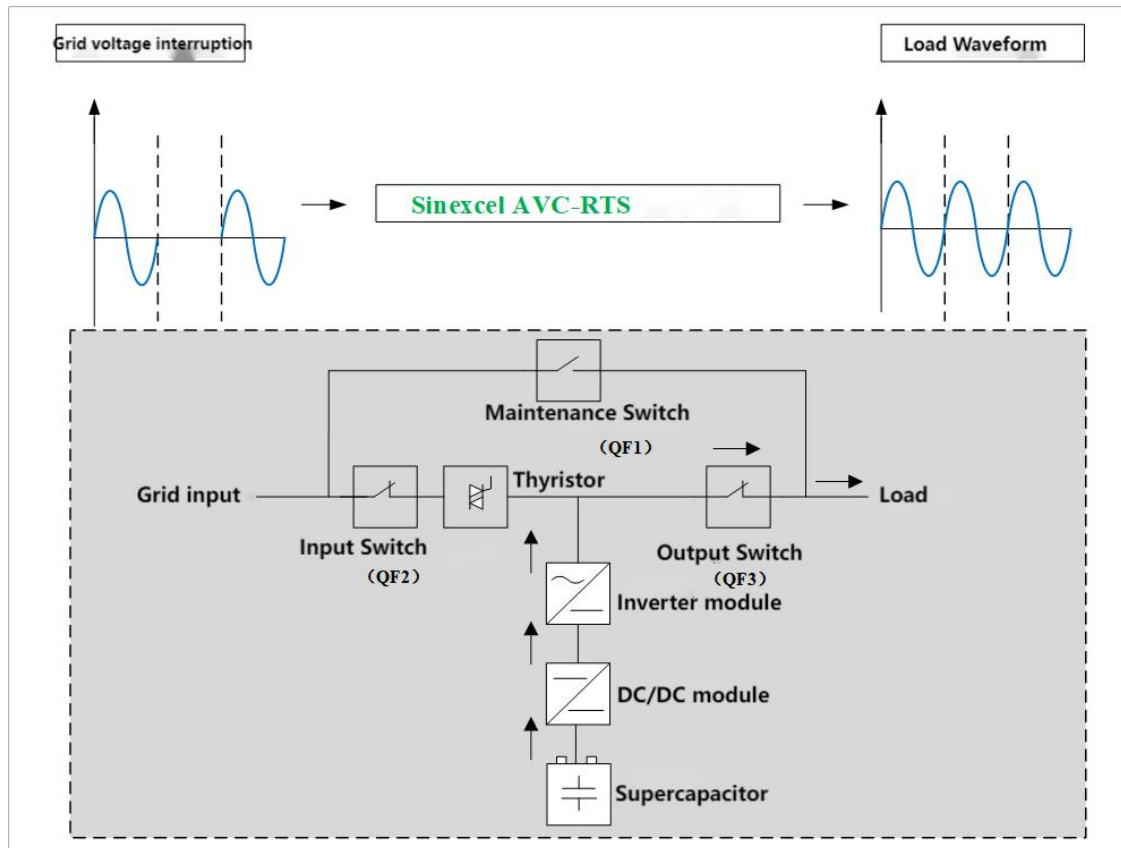 Grid voltage interruption
Load Waveform
Sinexcel AVC-RTS
Maintenance Switch
（QF1）
Grid input
Thyristor
Load
Input Switch
（QF2）
Output Switch
（QF3）
Inverter module
DC/DC module
Supercapacitor